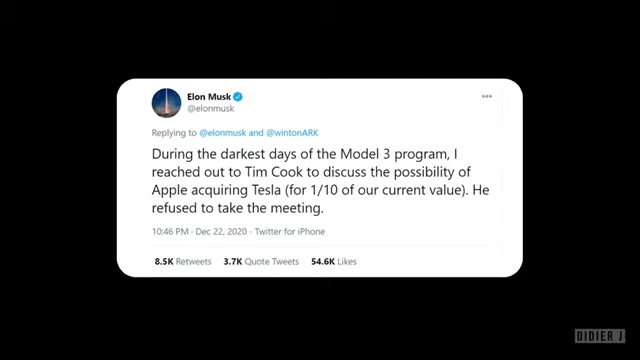 Elon Musk
@elonmusk
Replying to @elonmusk and @wintonARK
During the darkest days of the Model 3 program, I
reached out to Tim Cook to discuss the possibility of
Apple acquiring Tesla (for 1/10 of our current value). He
refused to take the meeting.
10:46 PM · Dec 22, 2020 · Twitter for iPhone
8.5K Retweets 3.7K Quote Tweets 54.6K Likes
DIDIER J